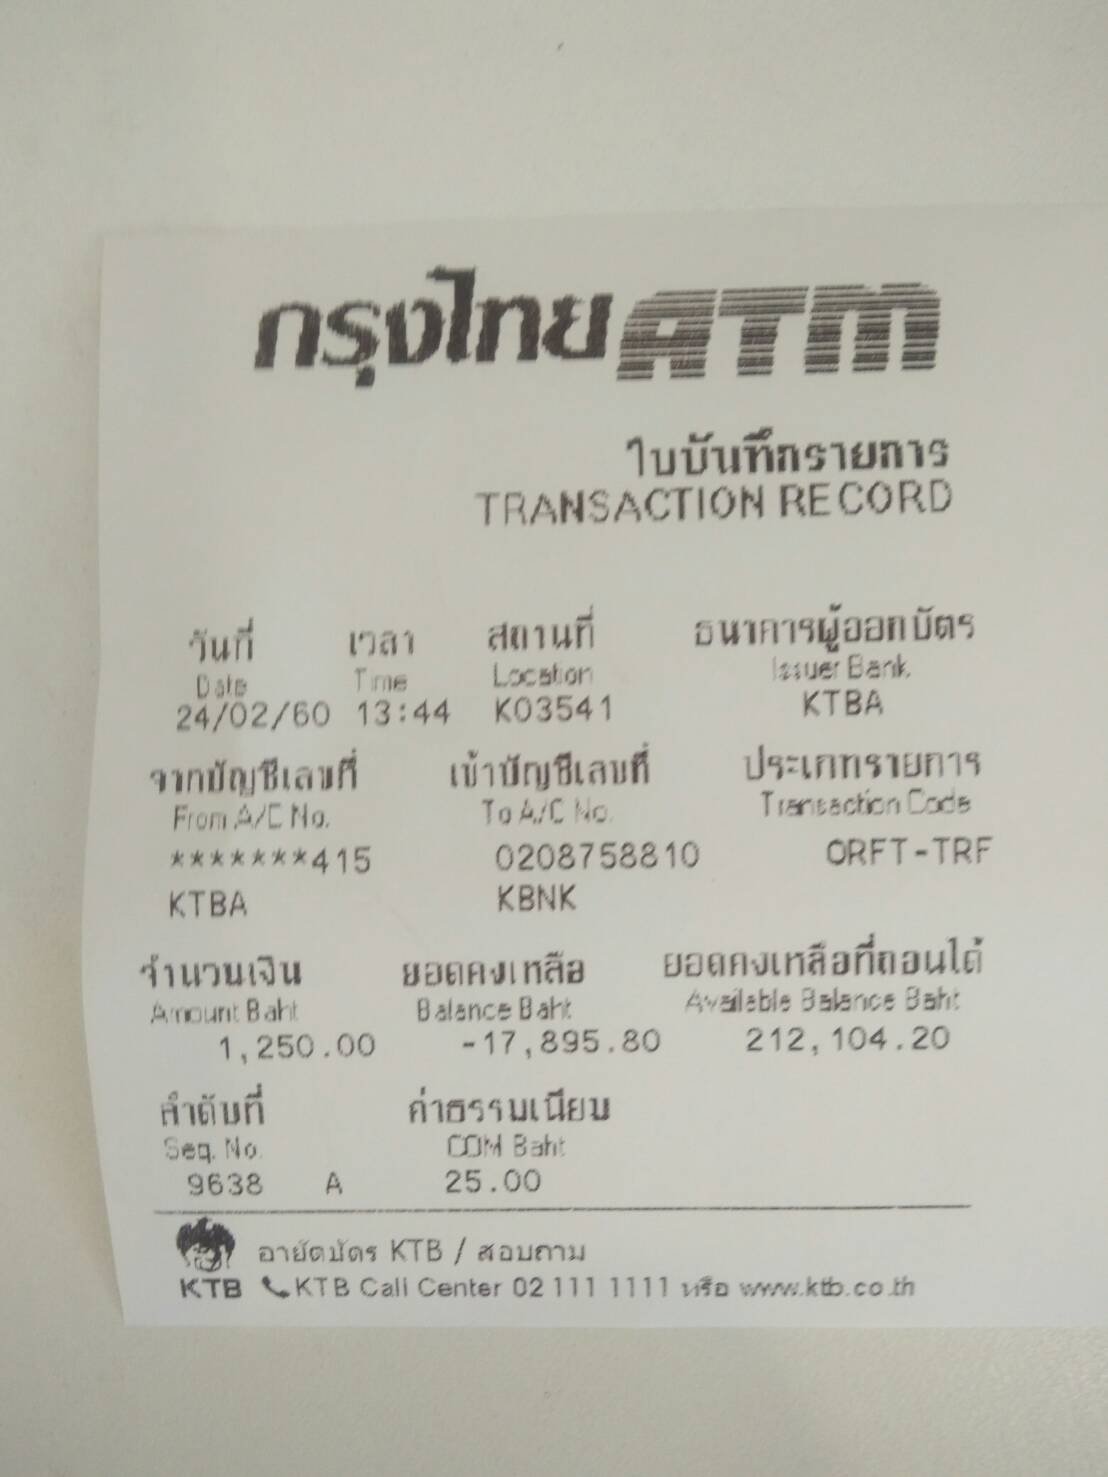 กรุงไทย ATM
ใบบันทึกรายการ
TRANSACTION RECORD
วันที่ เวลา สถานที่ ธนาคารผู้ออกบัตร
Date Time Location Issuer Bank
24/02/60 13:44 K03541 KTBA
จากบัญชีเลขที่ เข้าบัญชีเลขที่ ประเภทรายการ
From A/C No. To A/C No. Transaction Code
*******415 0208758810 ORFT-TRF
KTBA KBNK
จำนวนเงิน ยอดคงเหลือ ยอดคงเหลือที่ถอนได้
Amount Baht Balance Baht Available Balance Baht
1,250.00 -17,895.80 212,104.20
ลำดับที่ ค่าธรรมเนียม
Seq. No. COM Baht
9638 A 25.00
อายัดบัตร KTB / สอบถาม
KTB KTB Call Center 02 111 1111 หรือ www.ktb.co.th